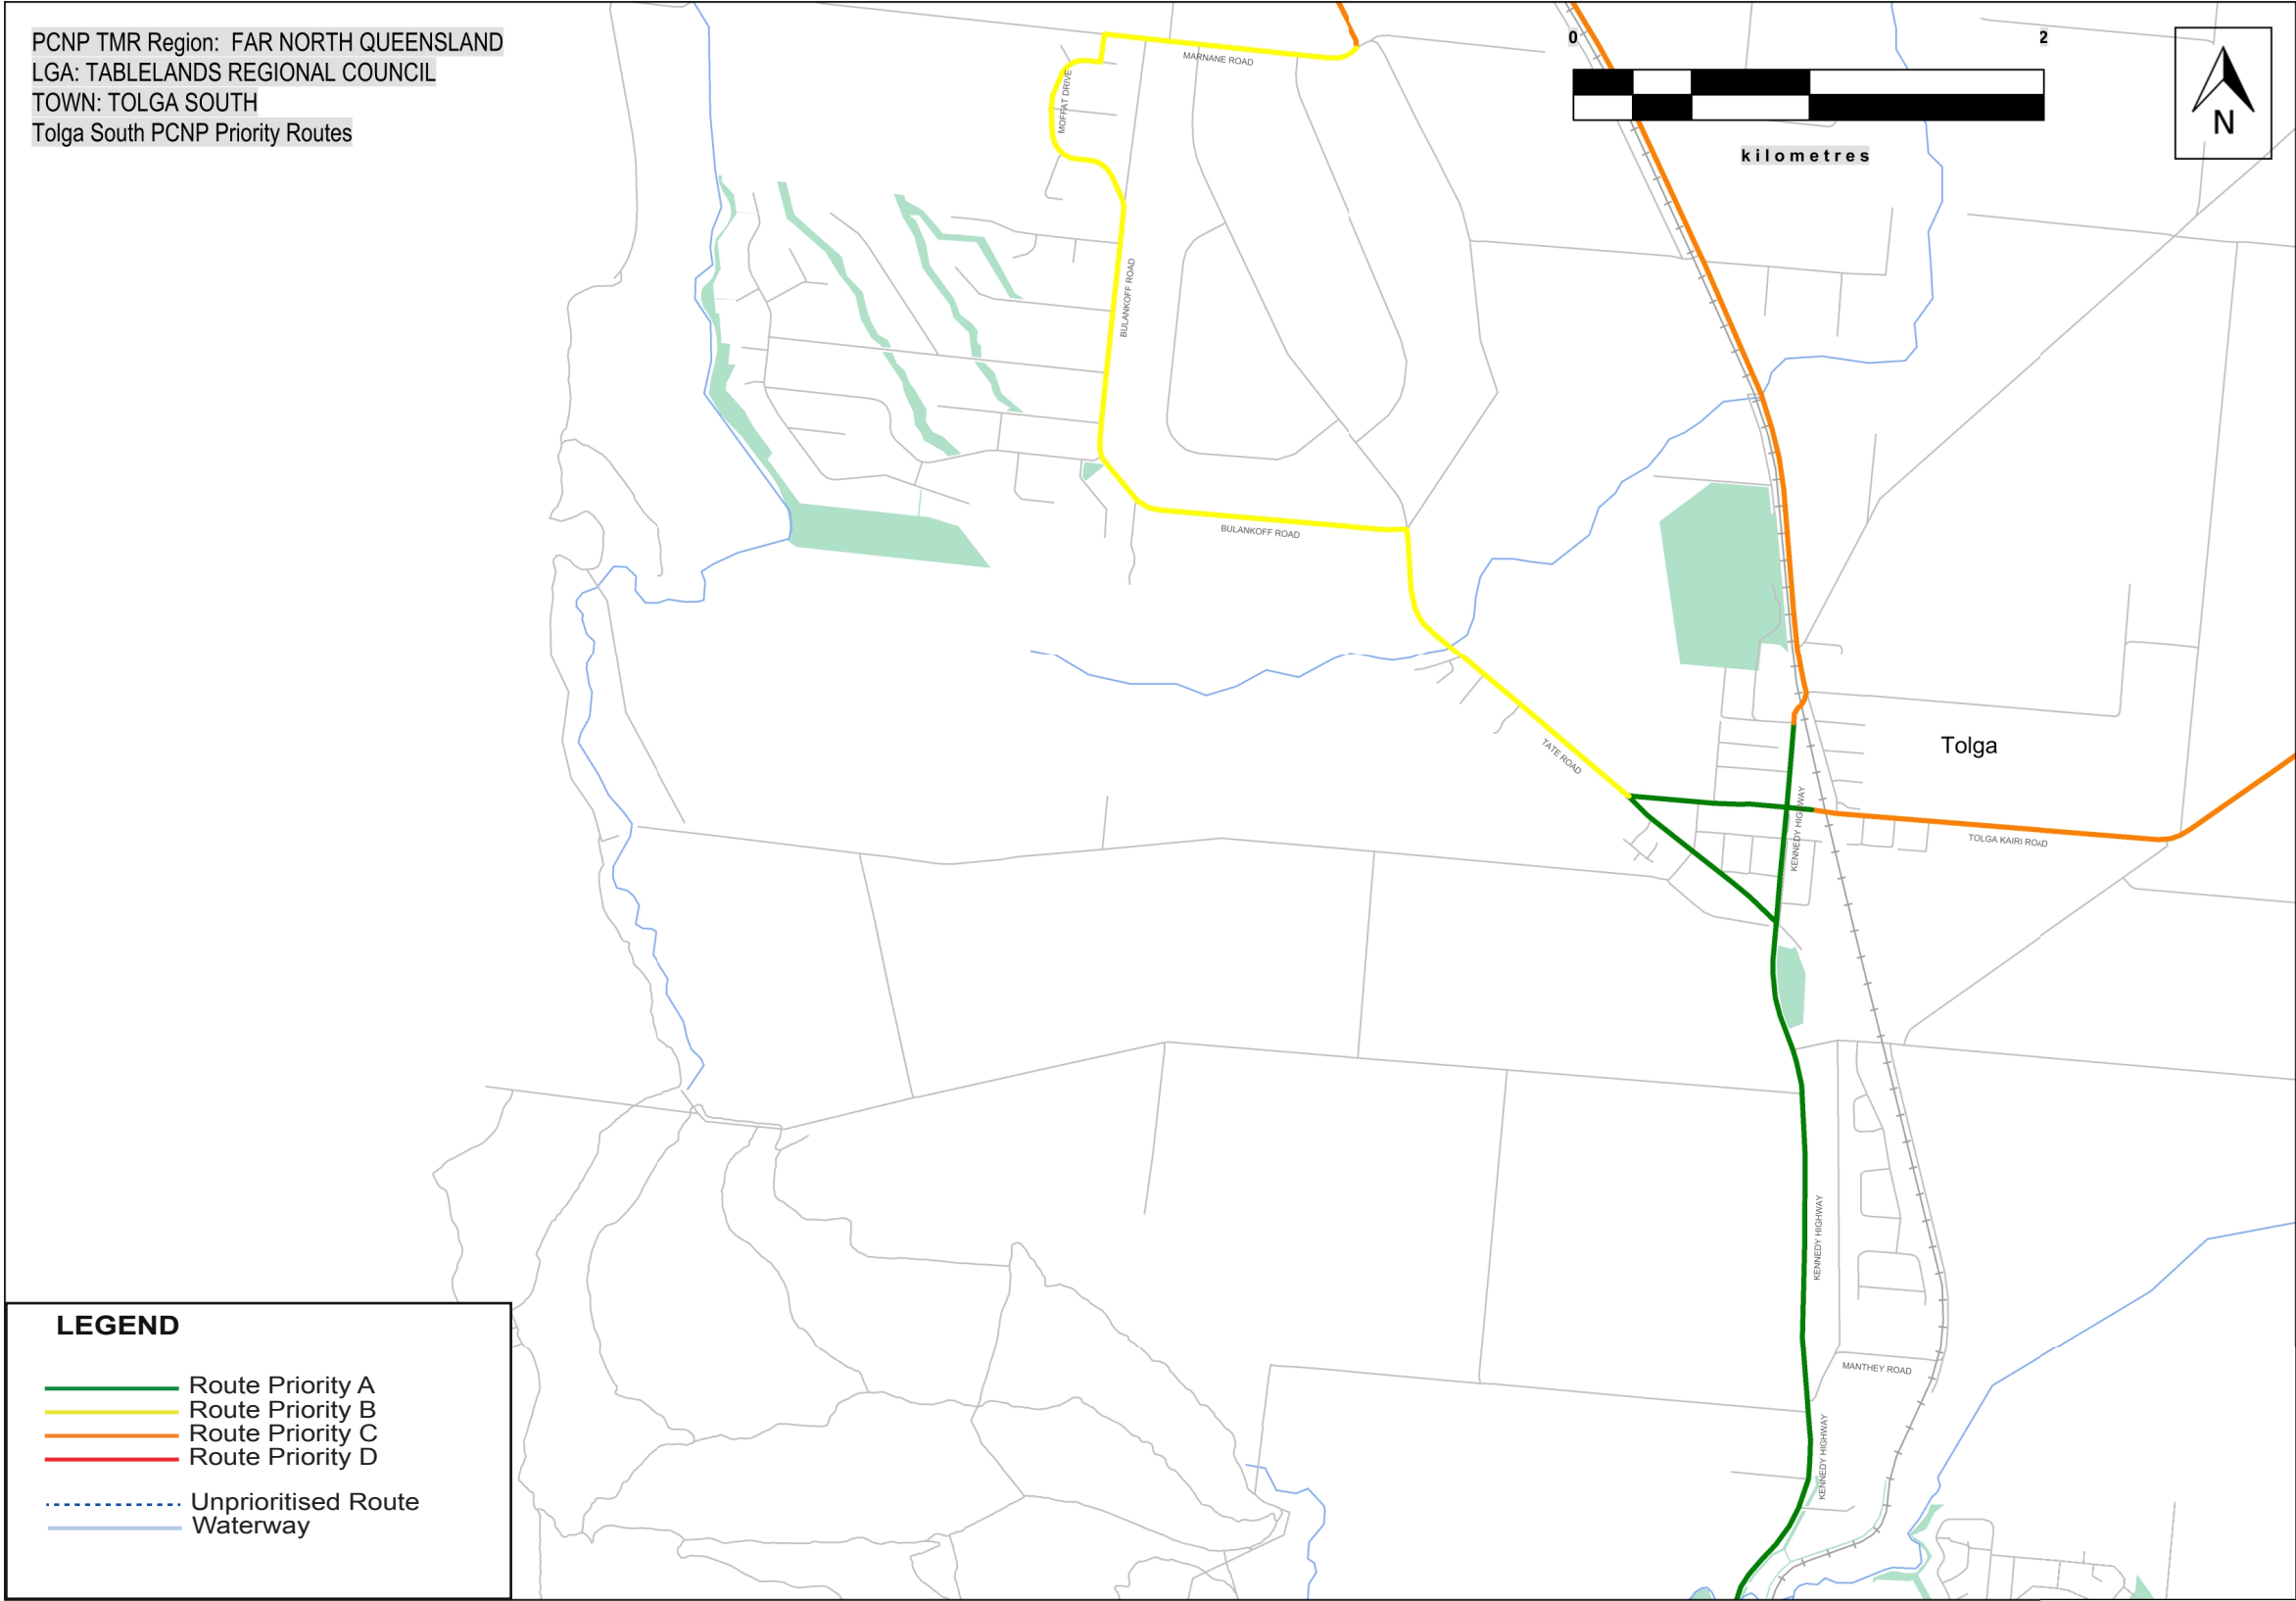 PCNP TMR Region: FAR NORTH QUEENSLAND
LGA: TABLELANDS REGIONAL COUNCIL
TOWN: TOLGA SOUTH
Tolga South PCNP Priority Routes
0
2
kilometres
N
MARNANE ROAD
MOFFAT DRIVE
BULANKOFF ROAD
BULANKOFF ROAD
TATE ROAD
Tolga
KENNEDY HIGHWAY
TOLGA KAIRI ROAD
KENNEDY HIGHWAY
MANTHEY ROAD
KENNEDY HIGHWAY
LEGEND
Route Priority A
Route Priority B
Route Priority C
Route Priority D
Unprioritised Route
Waterway